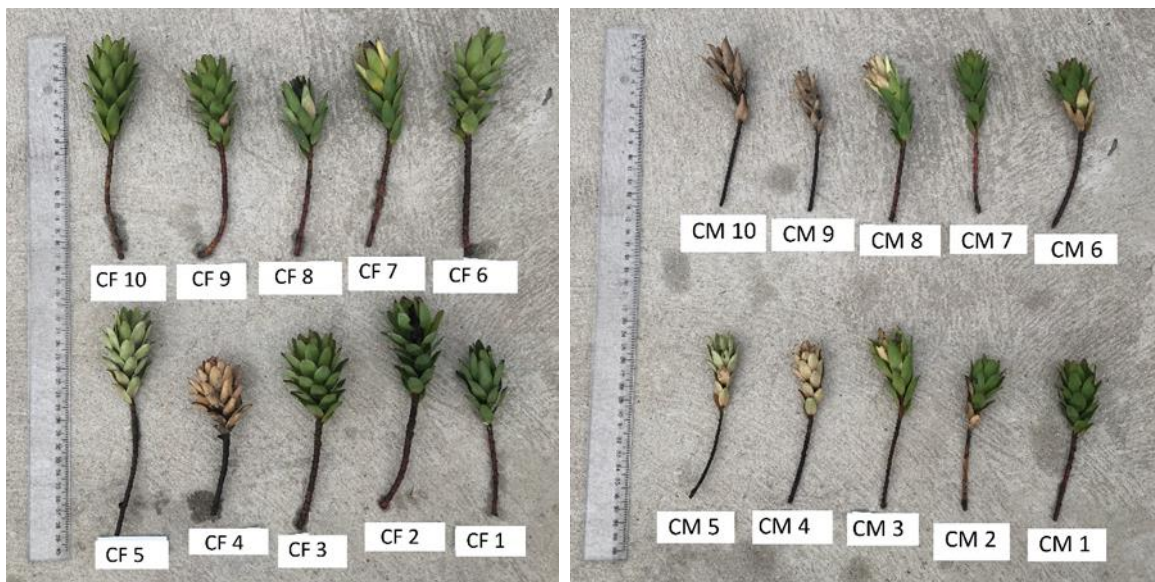 CF 10 CF 9 CF 8 CF 7 CF 6
CF 5 CF 4 CF 3 CF 2 CF 1
CM 10 CM 9 CM 8 CM 7 CM 6
CM 5 CM 4 CM 3 CM 2 CM 1